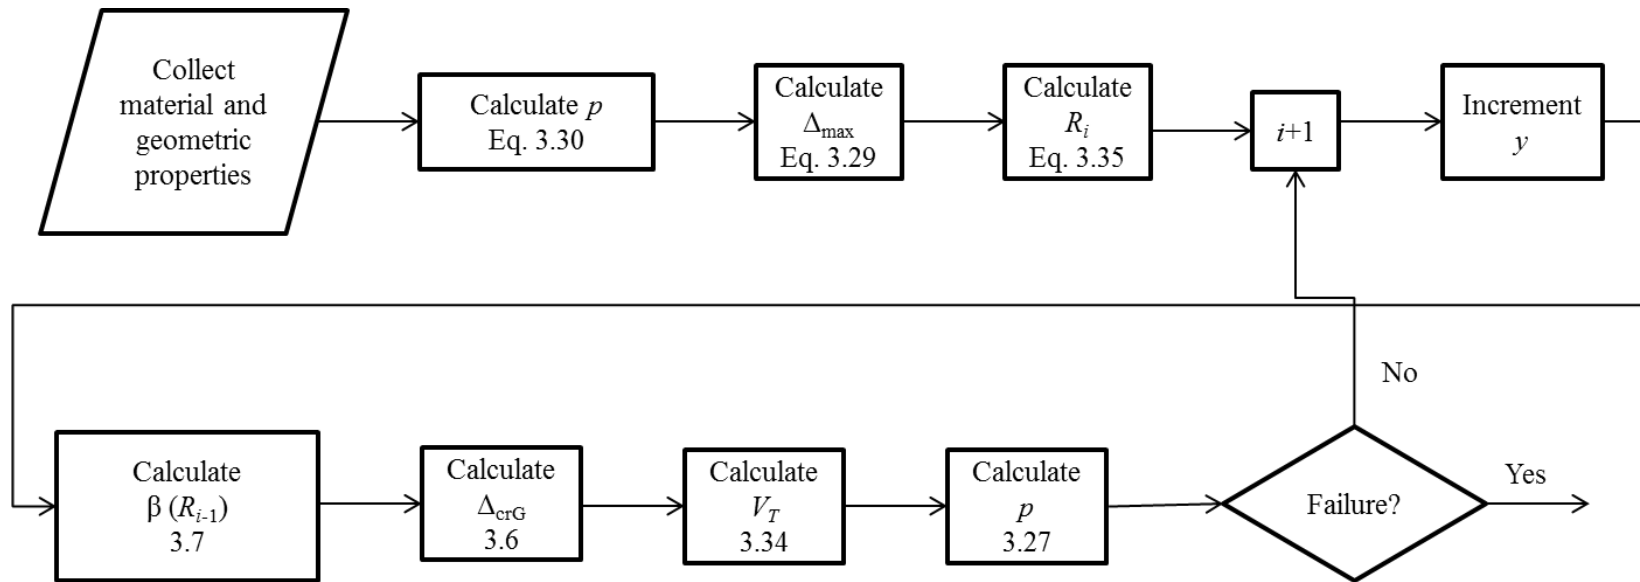 Collect
material and
geometric
properties
Calculate p
Eq. 3.30
Calculate
Δmax
Eq. 3.29
Calculate
Ri
Eq. 3.35
i+1
Increment
y
Calculate
β (Ri-1)
3.7
Calculate
ΔcrG
3.6
Calculate
VT
3.34
Calculate
p
3.27
Failure?
No
Yes